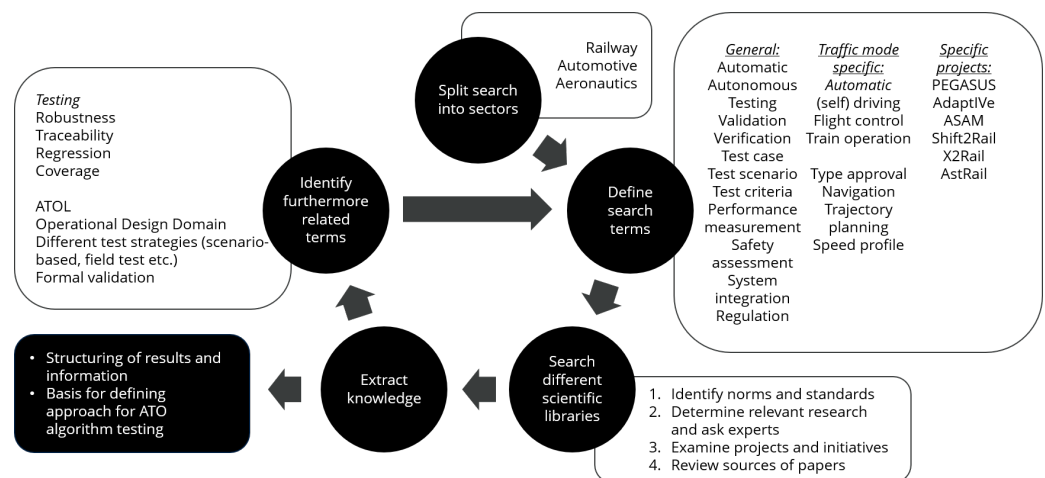 Split search
into sectors
Railway
Automotive
Aeronautics
Testing
Robustness
Traceability
Regression
Coverage
ATOL
Operational Design Domain
Different test strategies (scenario-
based, field test etc.)
Formal validation
Identify
furthermore
related
terms
Define
search
terms
General:
Automatic
Autonomous
Testing
Validation
Verification
Test case
Test scenario
Test criteria
Performance
measurement
Safety
assessment
System
integration
Regulation
Traffic mode
specific:
Automatic
(self) driving
Flight control
Train operation
Type approval
Navigation
Trajectory
planning
Speed profile
Specific
projects:
PEGASUS
AdaptIVe
ASAM
Shift2Rail
X2Rail
AstRail
Search
different
scientific
libraries
1. Identify norms and standards
2. Determine relevant research
and ask experts
3. Examine projects and initiatives
4. Review sources of papers
Extract
knowledge
• Structuring of results and
information
• Basis for defining
approach for ATO
algorithm testing